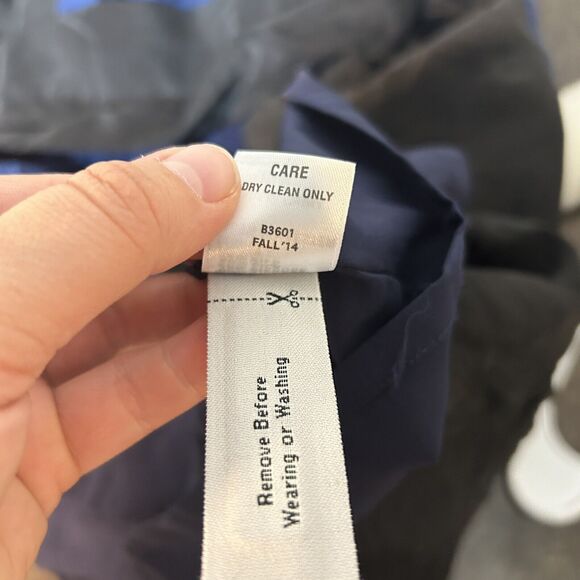 CARE
DRY CLEAN ONLY
B3601
FALL'14
Remove Before
Wearing or Washing